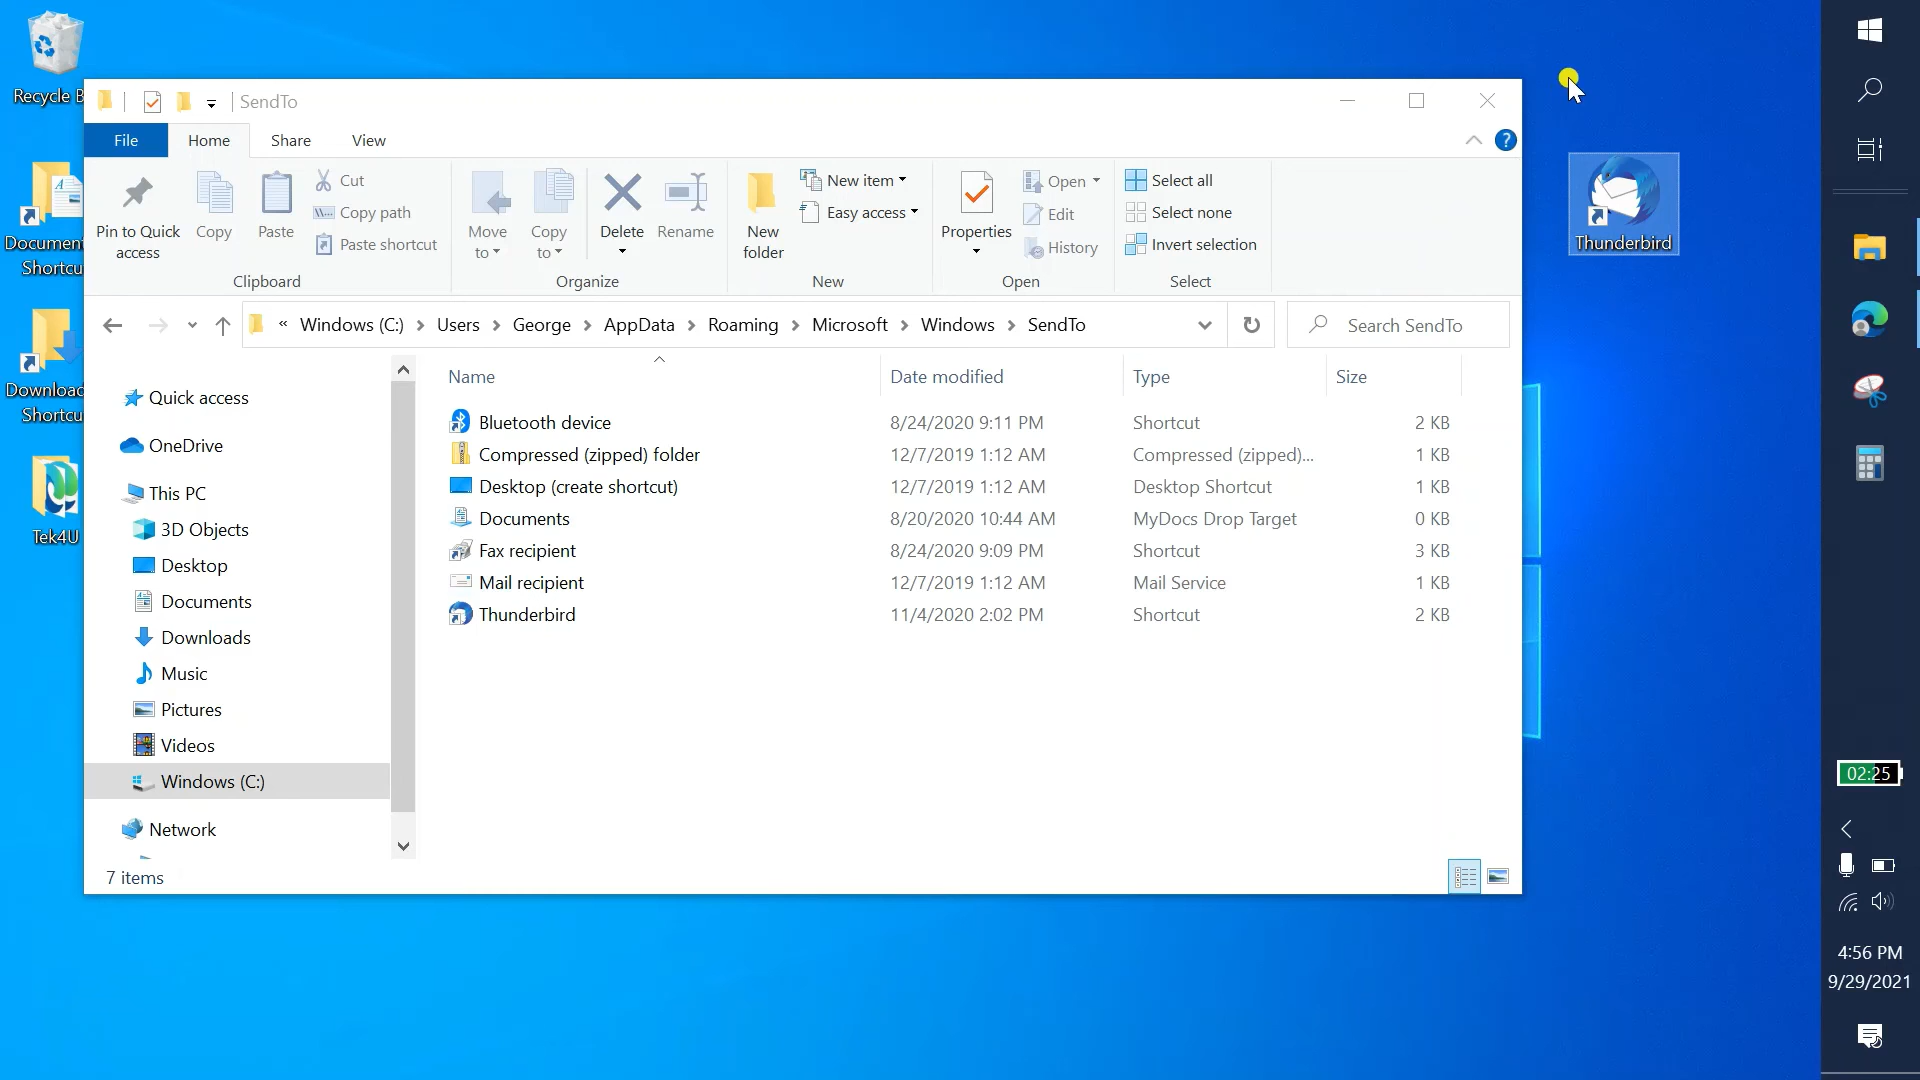 Recycle B
Document
Shortcu
Download
Shortcu
Tek4U
SendTo
File
Home
Share
View
Pin to Quick
access
Copy
Paste
Cut
Copy path
Paste shortcut
Clipboard
Move
to
Copy
to
Delete
Rename
Organize
New
folder
New item
Easy access
New
Properties
Open
Edit
History
Open
Select all
Select none
Invert selection
Select
« Windows (C:) › Users › George › AppData › Roaming › Microsoft › Windows › SendTo
Search SendTo
Quick access
OneDrive
This PC
3D Objects
Desktop
Documents
Downloads
Music
Pictures
Videos
Windows (C:)
Network
Name Date modified Type Size
Bluetooth device 8/24/2020 9:11 PM Shortcut 2 KB
Compressed (zipped) folder 12/7/2019 1:12 AM Compressed (zipped)... 1 KB
Desktop (create shortcut) 12/7/2019 1:12 AM Desktop Shortcut 1 KB
Documents 8/20/2020 10:44 AM MyDocs Drop Target 0 KB
Fax recipient 8/24/2020 9:09 PM Shortcut 3 KB
Mail recipient 12/7/2019 1:12 AM Mail Service 1 KB
Thunderbird 11/4/2020 2:02 PM Shortcut 2 KB
7 items
Thunderbird
02:25
4:56 PM
9/29/2021